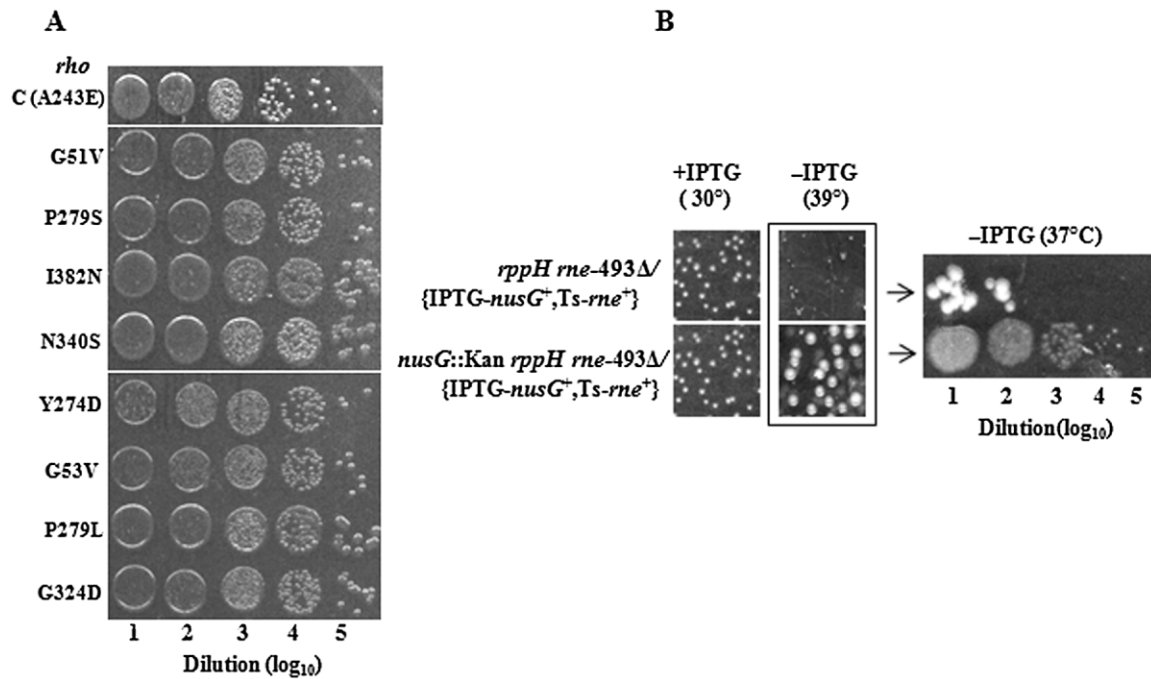 A
rho
C (A243E)
G51V
P279S
I382N
N340S
Y274D
G53V
P279L
G324D
1 2 3 4 5
Dilution (log10)
B
+IPTG
(30°)
–IPTG
(39°)
–IPTG (37°C)
rppH rne-493Δ/
{IPTG-nusG+,Ts-rne+}
nusG::Kan rppH rne-493Δ/
{IPTG-nusG+,Ts-rne+}
1 2 3 4 5
Dilution(log10)